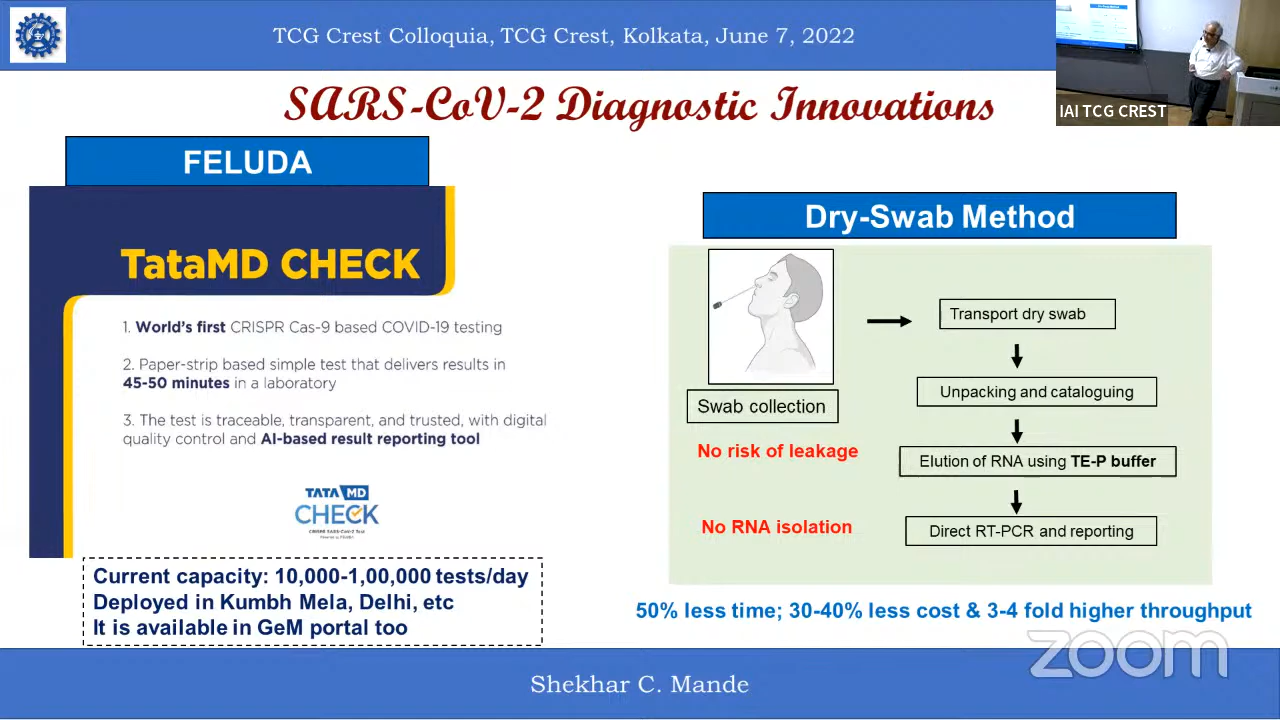 TCG Crest Colloquia, TCG Crest, Kolkata, June 7, 2022
IAI TCG CREST
SARS-CoV-2 Diagnostic Innovations
FELUDA
TataMD CHECK
1. World's first CRISPR Cas-9 based COVID-19 testing
2. Paper-strip based simple test that delivers results in
45-50 minutes in a laboratory
3. The test is traceable, transparent, and trusted, with digital
quality control and AI-based result reporting tool
TATA MD
CHECK
CRISPR SARS-CoV-2 Test
Powered by FELUDA
Current capacity: 10,000-1,00,000 tests/day
Deployed in Kumbh Mela, Delhi, etc
It is available in GeM portal too
Dry-Swab Method
Swab collection
No risk of leakage
No RNA isolation
Transport dry swab
Unpacking and cataloguing
Elution of RNA using TE-P buffer
Direct RT-PCR and reporting
50% less time; 30-40% less cost & 3-4 fold higher throughput
zoom
Shekhar C. Mande